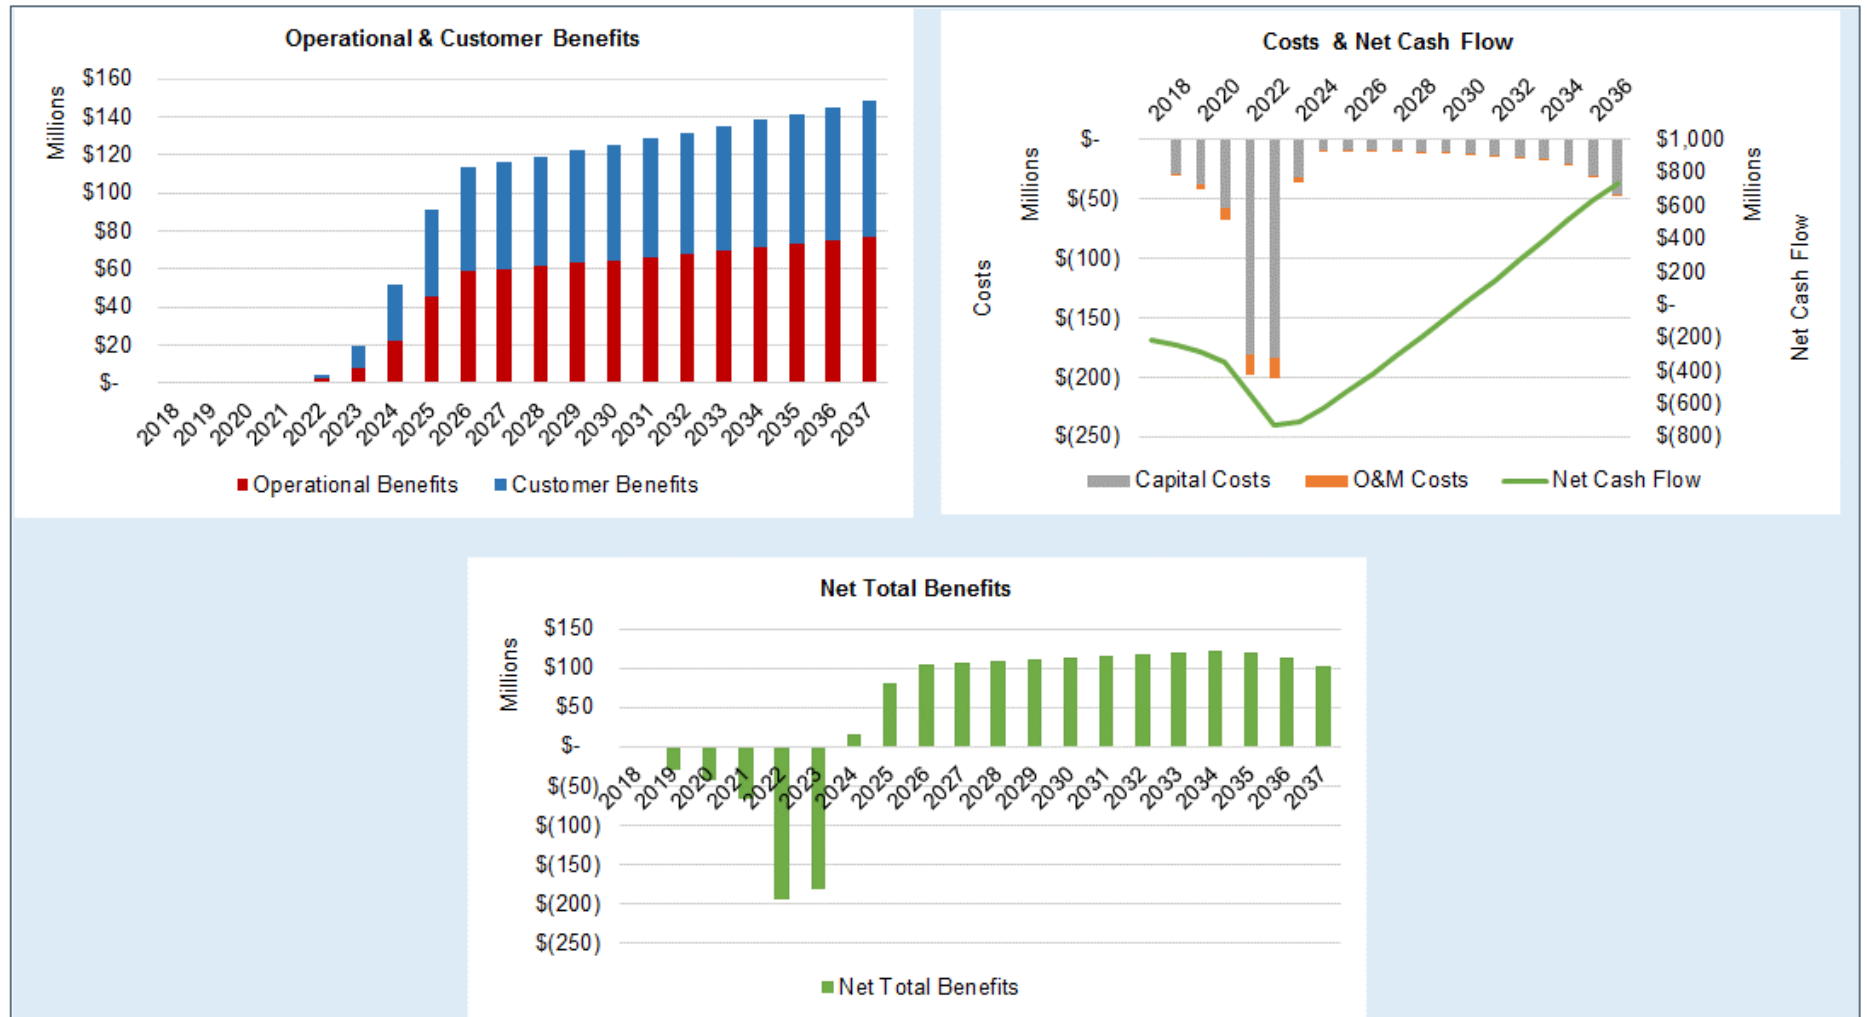 Operational & Customer Benefits
Millions
$160
$140
$120
$100
$80
$60
$40
$20
$-
2018 2019 2020 2021 2022 2023 2024 2025 2026 2027 2028 2029 2030 2031 2032 2033 2034 2035 2036 2037
Operational Benefits Customer Benefits
Costs & Net Cash Flow
2018 2020 2022 2024 2026 2028 2030 2032 2034 2036
Costs
Millions
$-
$(50)
$(100)
$(150)
$(200)
$(250)
$1,000
$800
$600
$400
$200
$-
$(200)
$(400)
$(600)
$(800)
Millions
Net Cash Flow
Capital Costs O&M Costs Net Cash Flow
Net Total Benefits
Millions
$150
$100
$50
$-
$(50)
$(100)
$(150)
$(200)
$(250)
2018 2019 2020 2021 2022 2023 2024 2025 2026 2027 2028 2029 2030 2031 2032 2033 2034 2035 2036 2037
Net Total Benefits